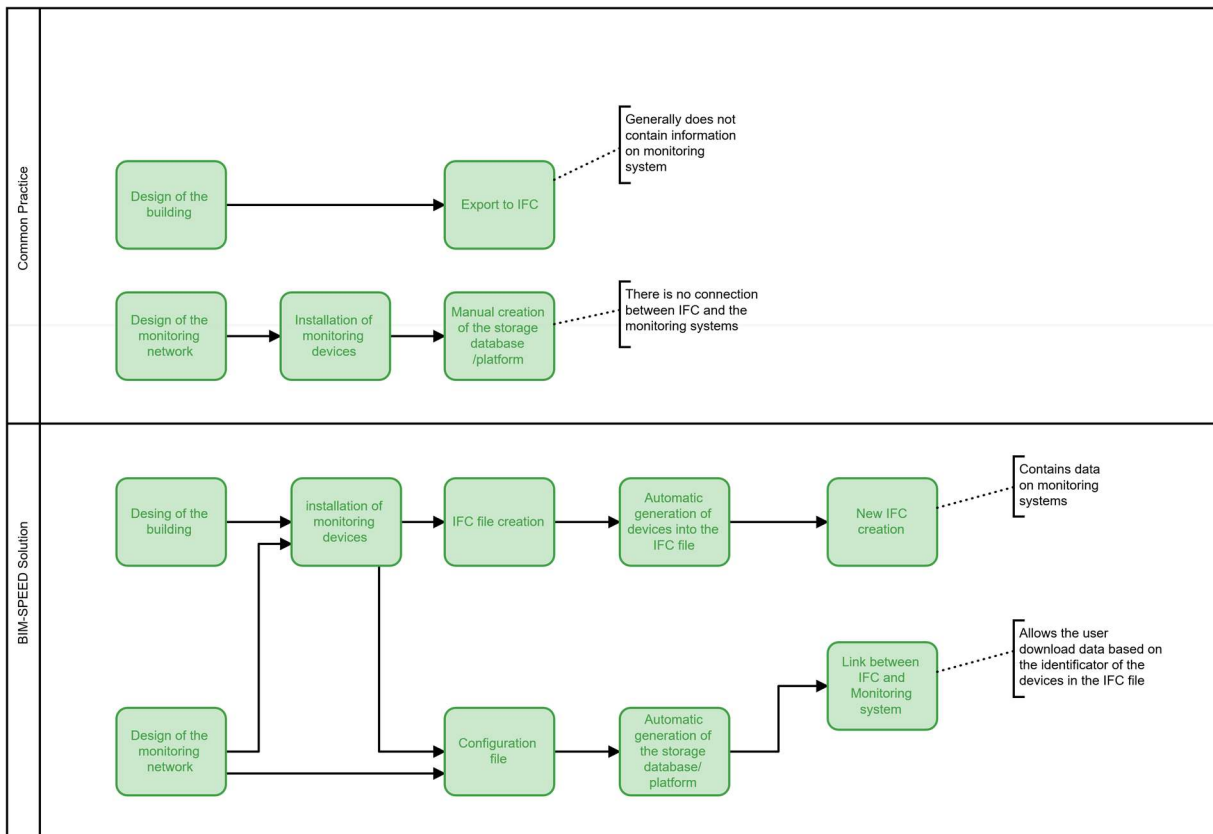 Common Practice
Generally does not
contain information
on monitoring
system
Design of the
building
Export to IFC
There is no connection
between IFC and the
monitoring systems
Design of the
monitoring
network
Installation of
monitoring
devices
Manual creation
of the storage
database
/platform
BIM-SPEED Solution
Contains data
on monitoring
systems
Desing of the
building
installation of
monitoring
devices
IFC file creation
Automatic
generation of
devices into the
IFC file
New IFC
creation
Allows the user
download data based on
the identificator of the
devices in the IFC file
Link between
IFC and
Monitoring
system
Design of the
monitoring
network
Configuration
file
Automatic
generation of
the storage
database/
platform